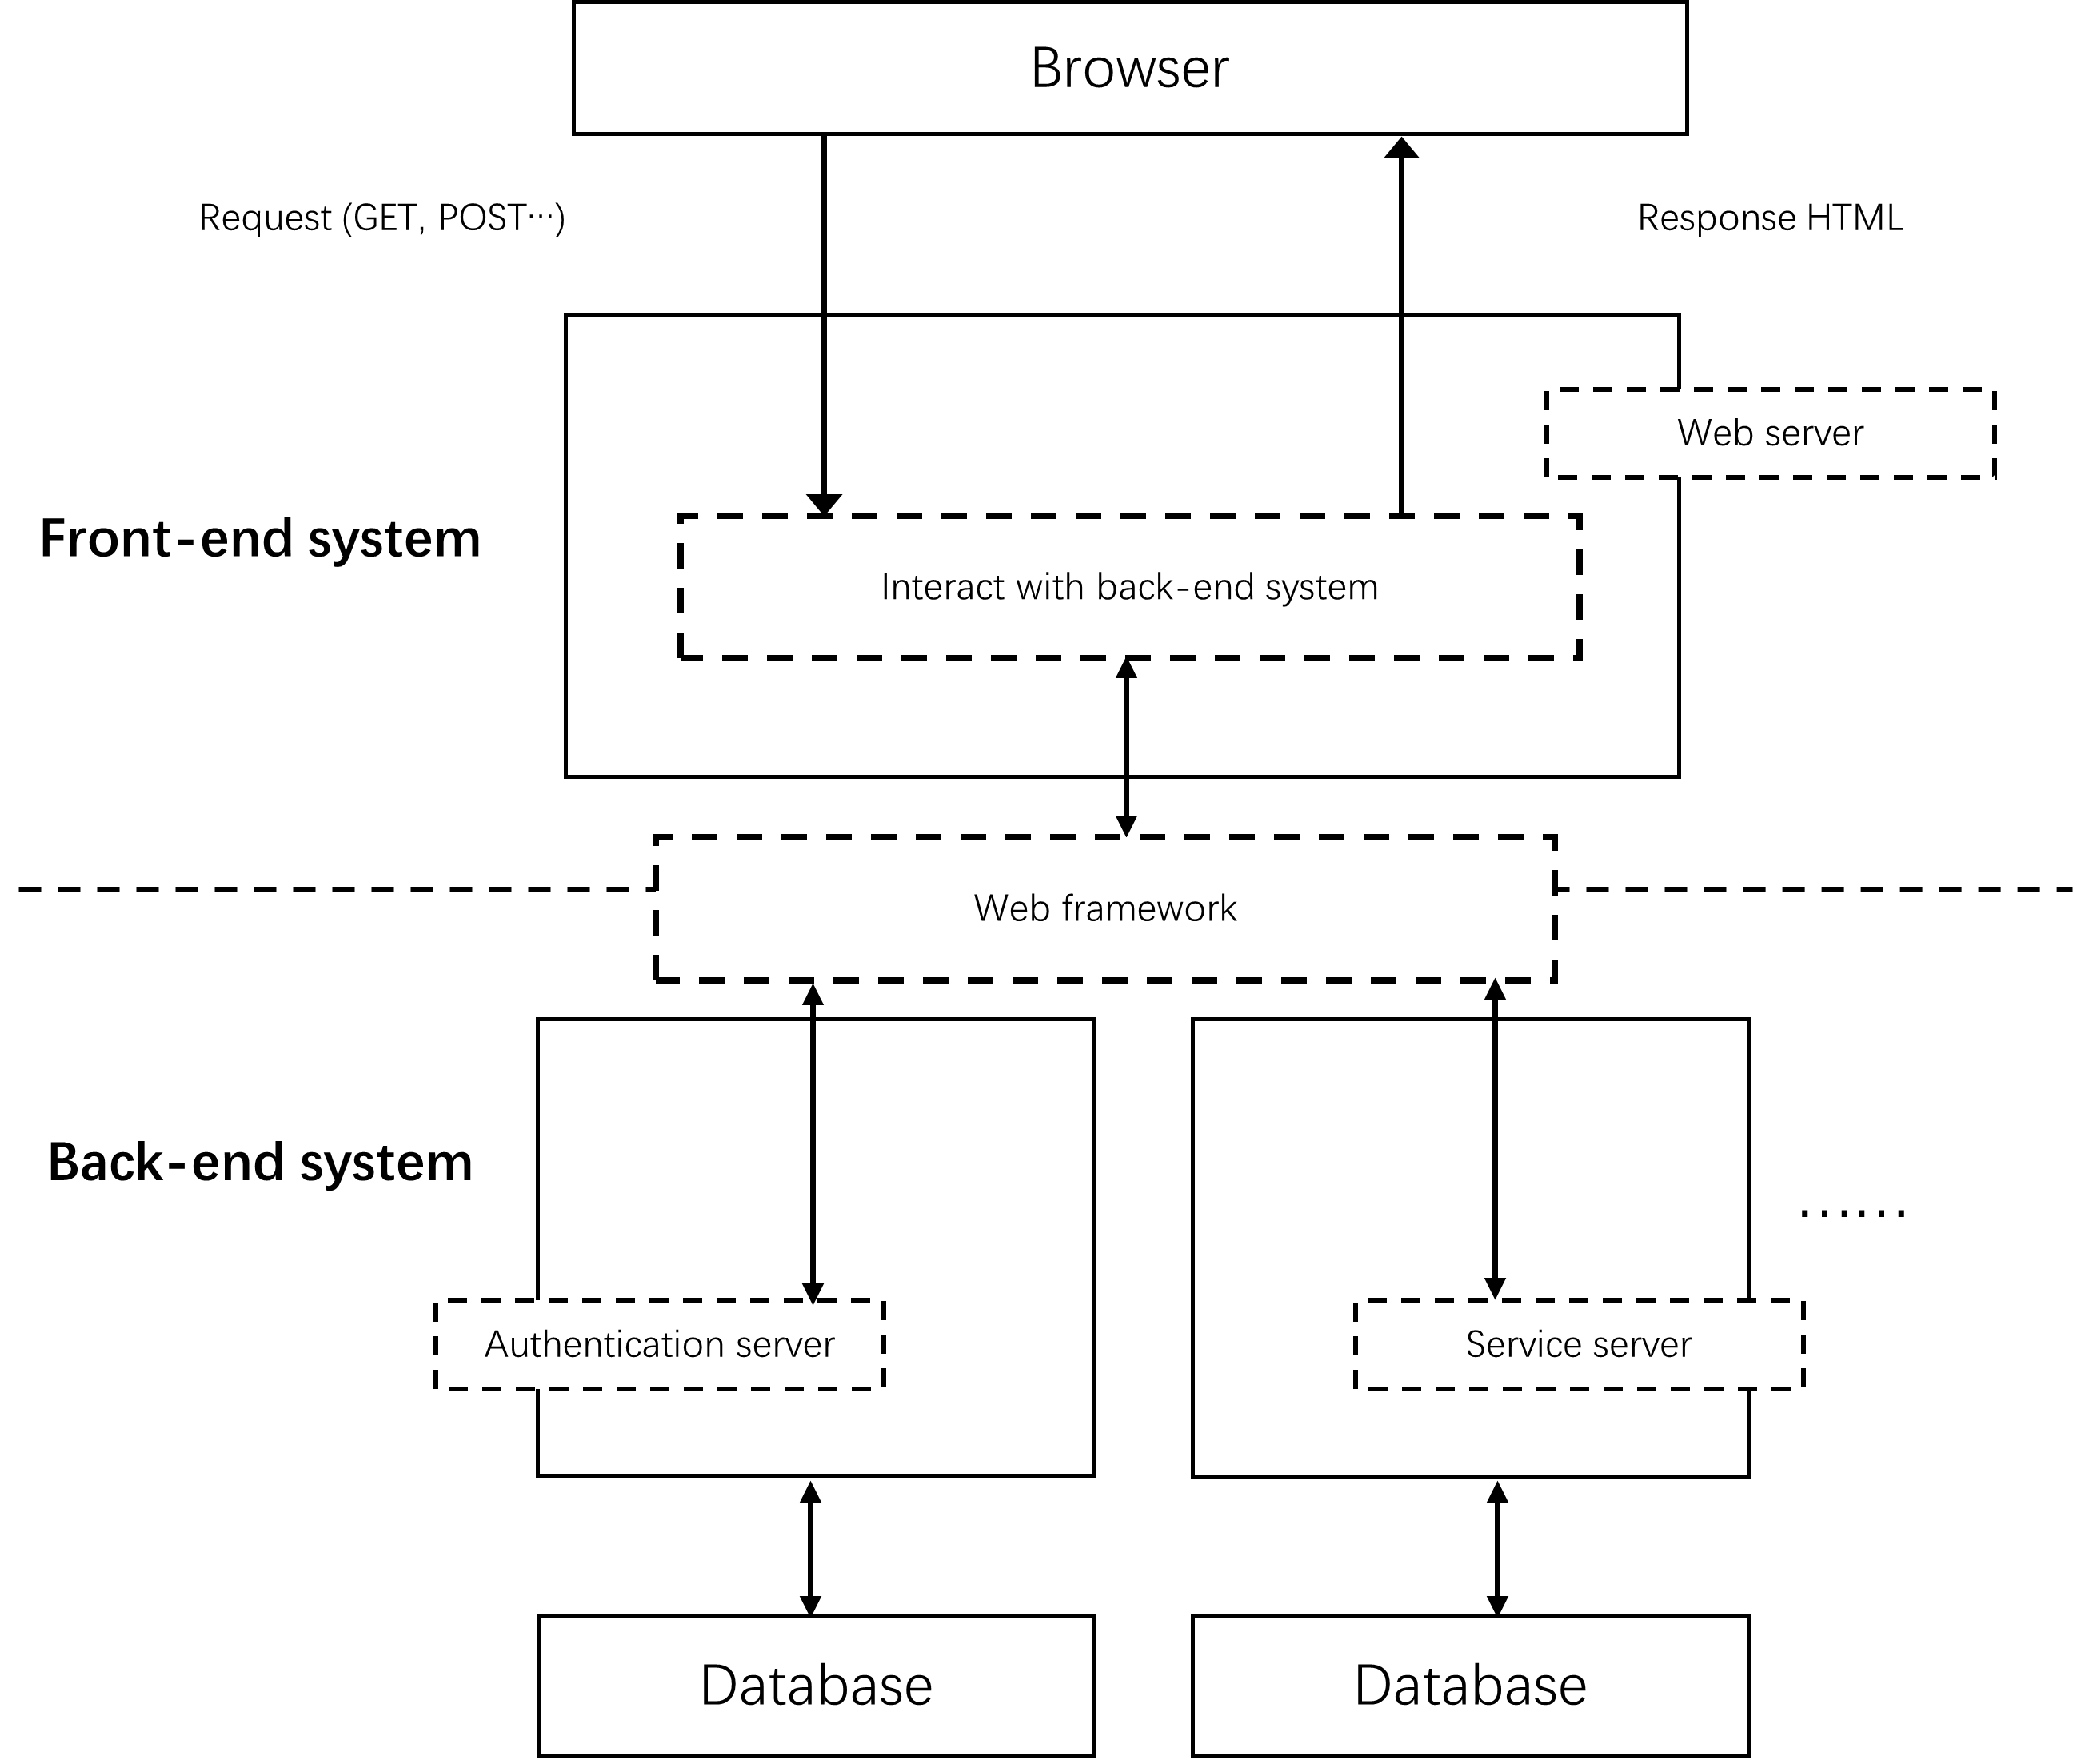 Browser
Request (GET, POST···)
Response HTML
Web server
Front-end system
Interact with back-end system
Web framework
Back-end system
······
Authentication server
Service server
Database
Database